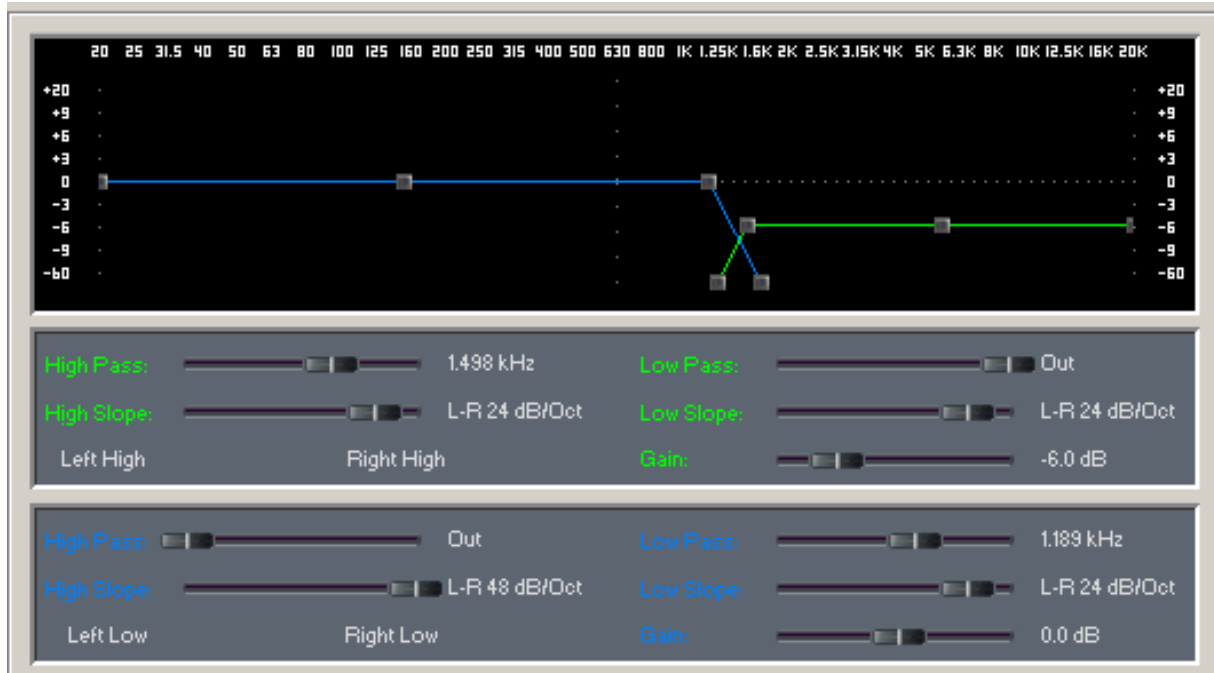 20 25 31.5 40 50 63 80 100 125 160 200 250 315 400 500 630 800 1K 1.25K 1.6K 2K 2.5K 3.15K 4K 5K 6.3K 8K 10K 12.5K 16K 20K
+20 +20
+9 +9
+6 +6
+3 +3
0 0
-3 -3
-6 -6
-9 -9
-60 -60
High Pass: 1.498 kHz Low Pass: Out
High Slope: L-R 24 dB/Oct Low Slope: L-R 24 dB/Oct
Left High Right High Gain: -6.0 dB
High Pass: Out Low Pass: 1.189 kHz
High Slope: L-R 48 dB/Oct Low Slope: L-R 24 dB/Oct
Left Low Right Low Gain: 0.0 dB